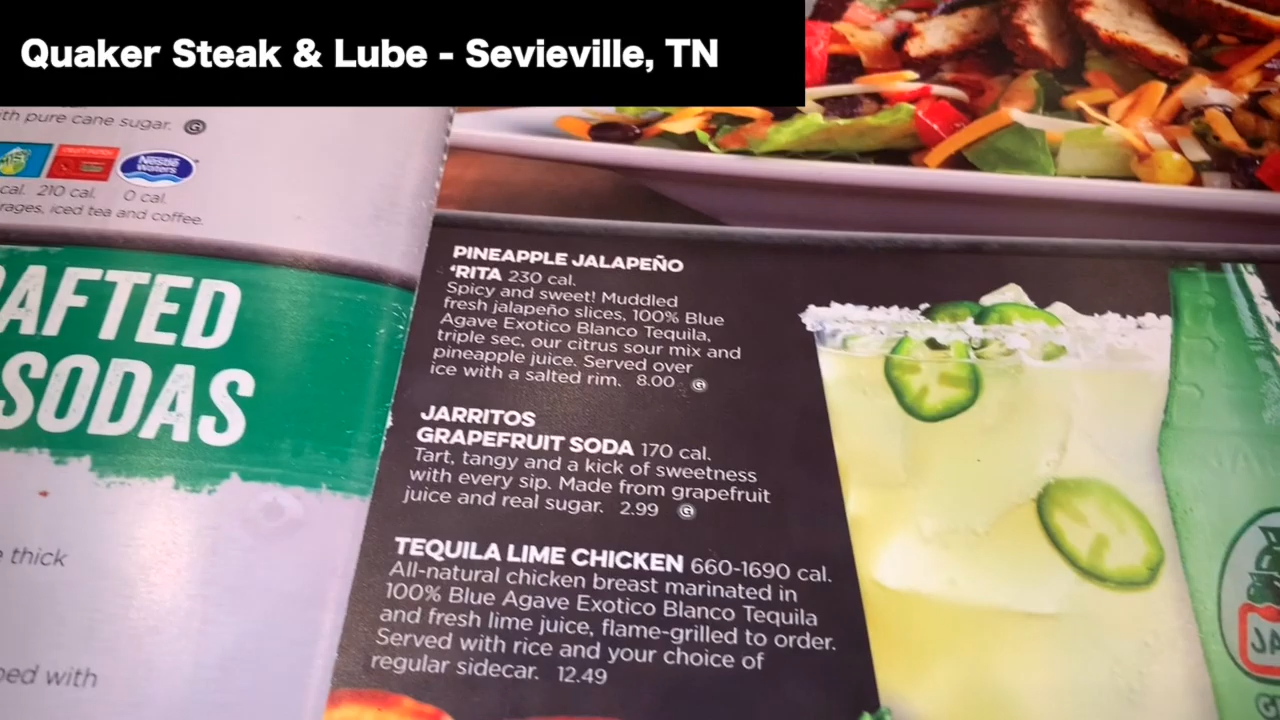 Quaker Steak & Lube - Sevieville, TN
with pure cane sugar. G
Nestle
Waters
cal. 210 cal. 0 cal.
rages, iced tea and coffee.
RAFTED
SODAS
thick
ped with
PINEAPPLE JALAPEÑO
‘RITA 230 cal.
Spicy and sweet! Muddled
fresh jalapeño slices, 100% Blue
Agave Exotico Blanco Tequila,
triple sec, our citrus sour mix and
pineapple juice. Served over
ice with a salted rim. 8.00 G
JARRITOS
GRAPEFRUIT SODA 170 cal.
Tart, tangy and a kick of sweetness
with every sip. Made from grapefruit
juice and real sugar. 2.99 G
TEQUILA LIME CHICKEN 660-1690 cal.
All-natural chicken breast marinated in
100% Blue Agave Exotico Blanco Tequila
and fresh lime juice, flame-grilled to order.
Served with rice and your choice of
regular sidecar. 12.49
JA